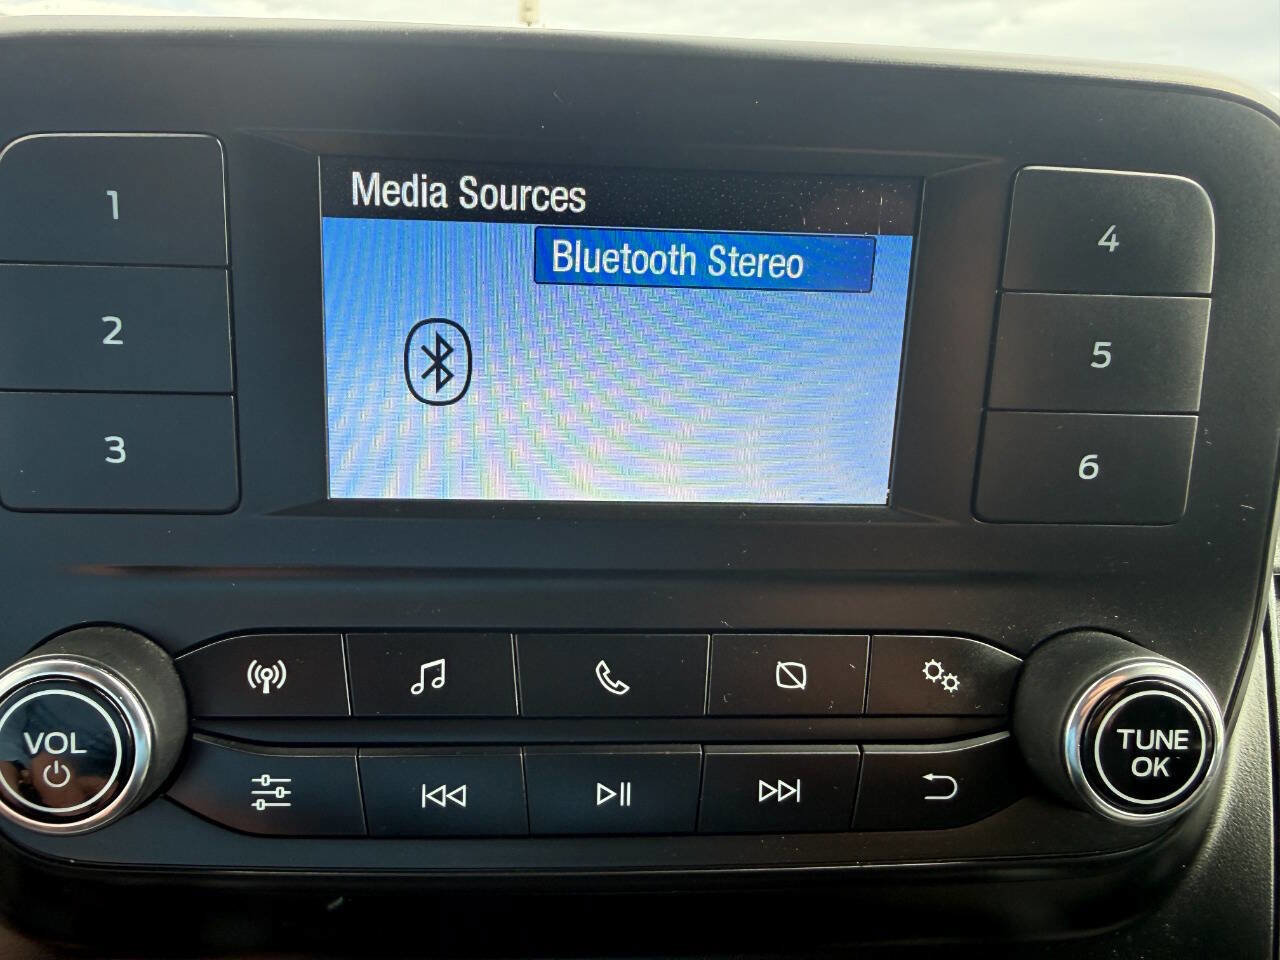 Media Sources
Bluetooth Stereo
1
2
3
4
5
6
VOL
TUNE
OK